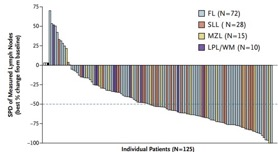 SPD of Measured Lymph Nodes
(best % change from baseline)
75
50
25
0
-25
-50
-75
-100
FL (N=72)
SLL ( N=28)
MZL (N=15)
LPL/WM (N=10)
Individual Patients (N=125)